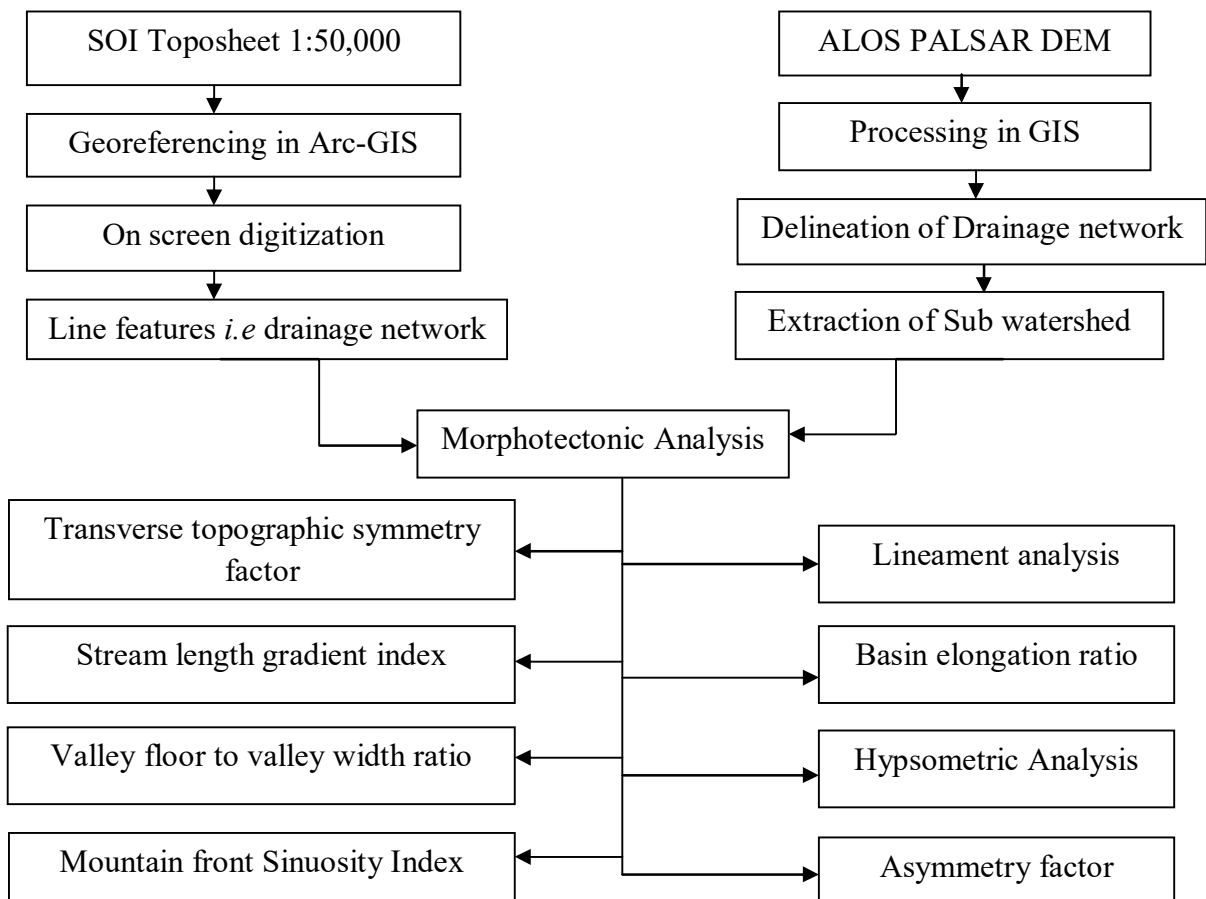 SOI Toposheet 1:50,000
Georeferencing in Arc-GIS
On screen digitization
Line features i.e drainage network
ALOS PALSAR DEM
Processing in GIS
Delineation of Drainage network
Extraction of Sub watershed
Morphotectonic Analysis
Transverse topographic symmetry
factor
Stream length gradient index
Valley floor to valley width ratio
Mountain front Sinuosity Index
Lineament analysis
Basin elongation ratio
Hypsometric Analysis
Asymmetry factor